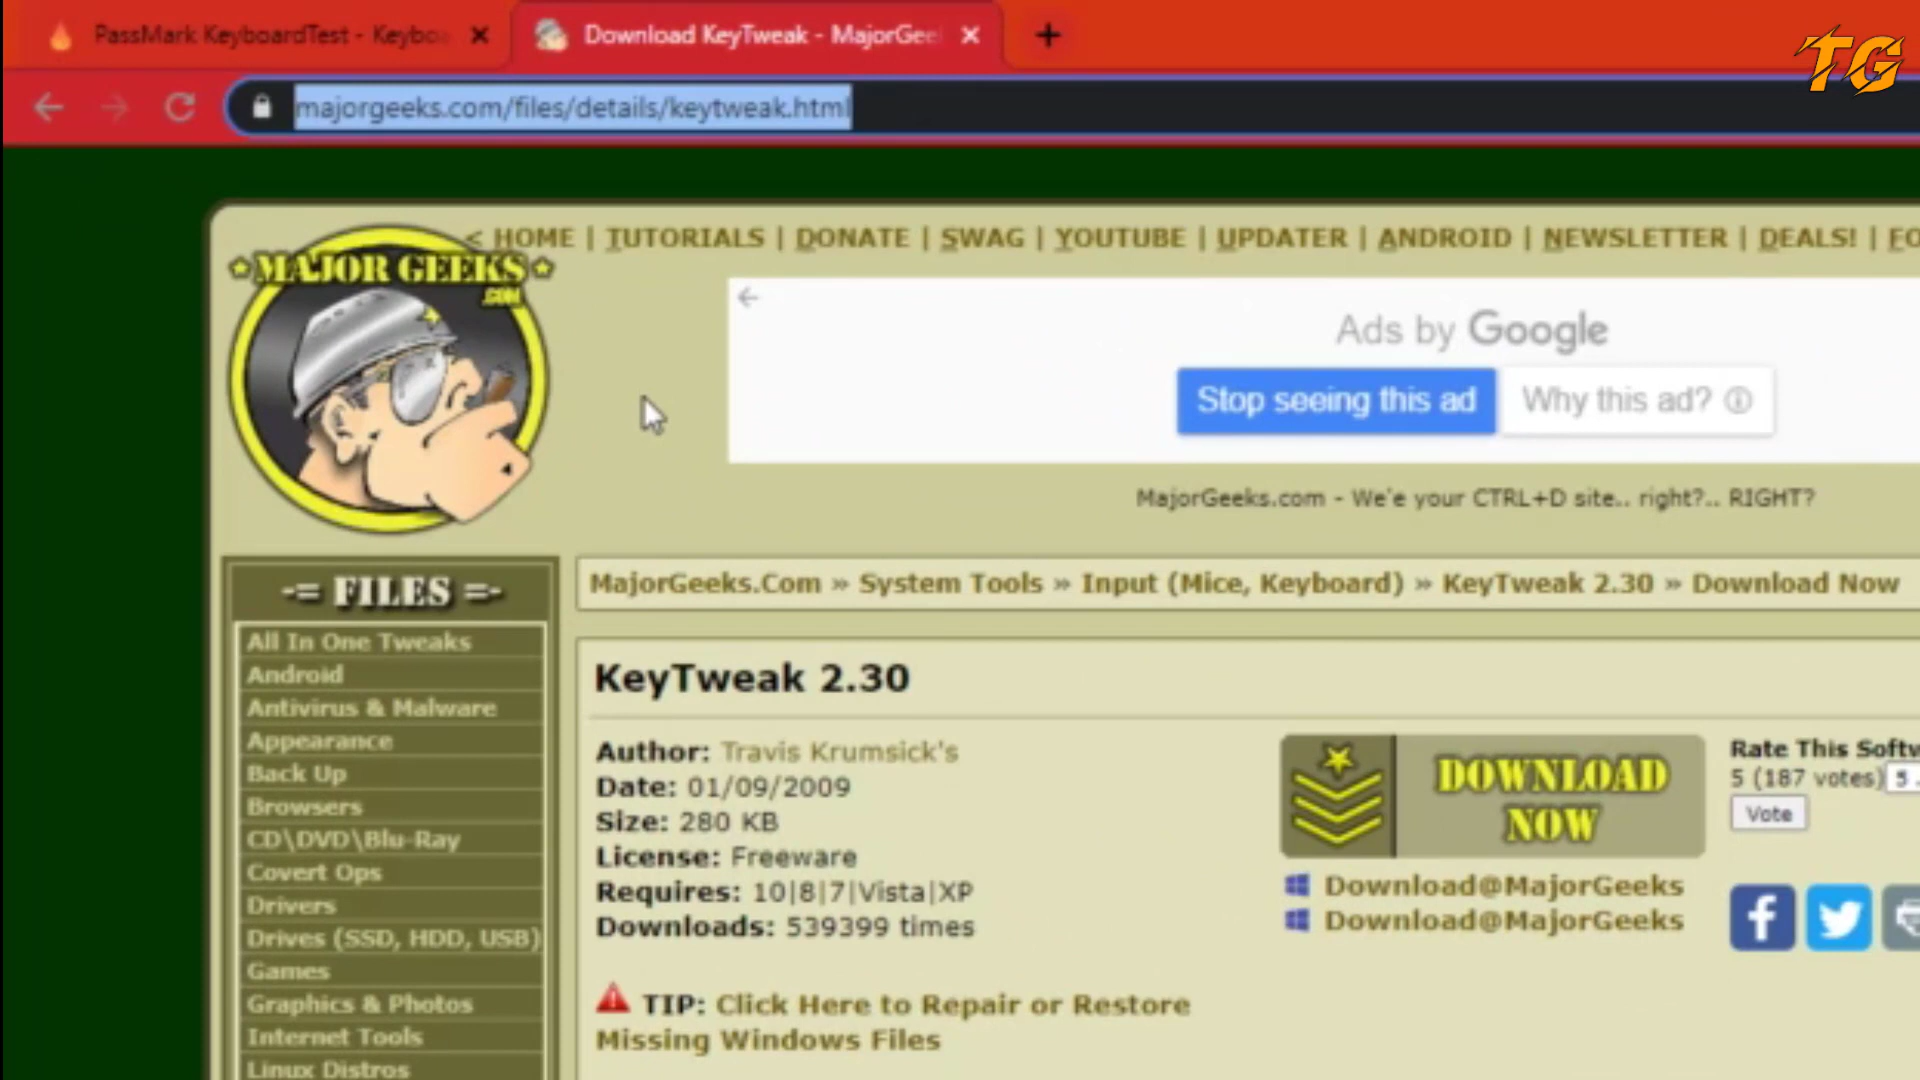 PassMark KeyboardTest - Keybo
Download KeyTweak - MajorGee
TG
majorgeeks.com/files/details/keytweak.html
MAJOR GEEKS
.COM
< HOME | TUTORIALS | DONATE | SWAG | YOUTUBE | UPDATER | ANDROID | NEWSLETTER | DEALS! | FO
Ads by Google
Stop seeing this ad
Why this ad?
MajorGeeks.com - We'e your CTRL+D site.. right?.. RIGHT?
-= FILES =-
MajorGeeks.Com » System Tools » Input (Mice, Keyboard) » KeyTweak 2.30 » Download Now
All In One Tweaks
Android
Antivirus & Malware
Appearance
Back Up
Browsers
CD\DVD\Blu-Ray
Covert Ops
Drivers
Drives (SSD, HDD, USB)
Games
Graphics & Photos
Internet Tools
Linux Distros
KeyTweak 2.30
Author: Travis Krumsick's
Date: 01/09/2009
Size: 280 KB
License: Freeware
Requires: 10|8|7|Vista|XP
Downloads: 539399 times
TIP: Click Here to Repair or Restore
Missing Windows Files
DOWNLOAD
NOW
Download@MajorGeeks
Download@MajorGeeks
Rate This Softw
5 (187 votes) 5
Vote